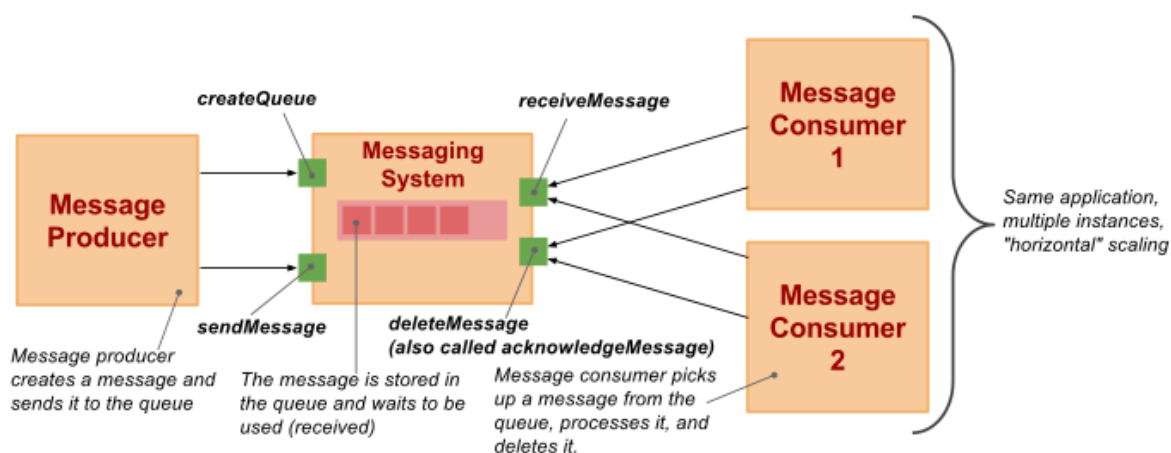 createQueue
receiveMessage
Message
Producer
Messaging
System
Message
Consumer
1
Same application,
multiple instances,
"horizontal" scaling
Message
Consumer
2
sendMessage
deleteMessage
(also called acknowledgeMessage)
Message producer
creates a message and
sends it to the queue
The message is stored in
the queue and waits to be
used (received)
Message consumer picks
up a message from the
queue, processes it, and
deletes it.